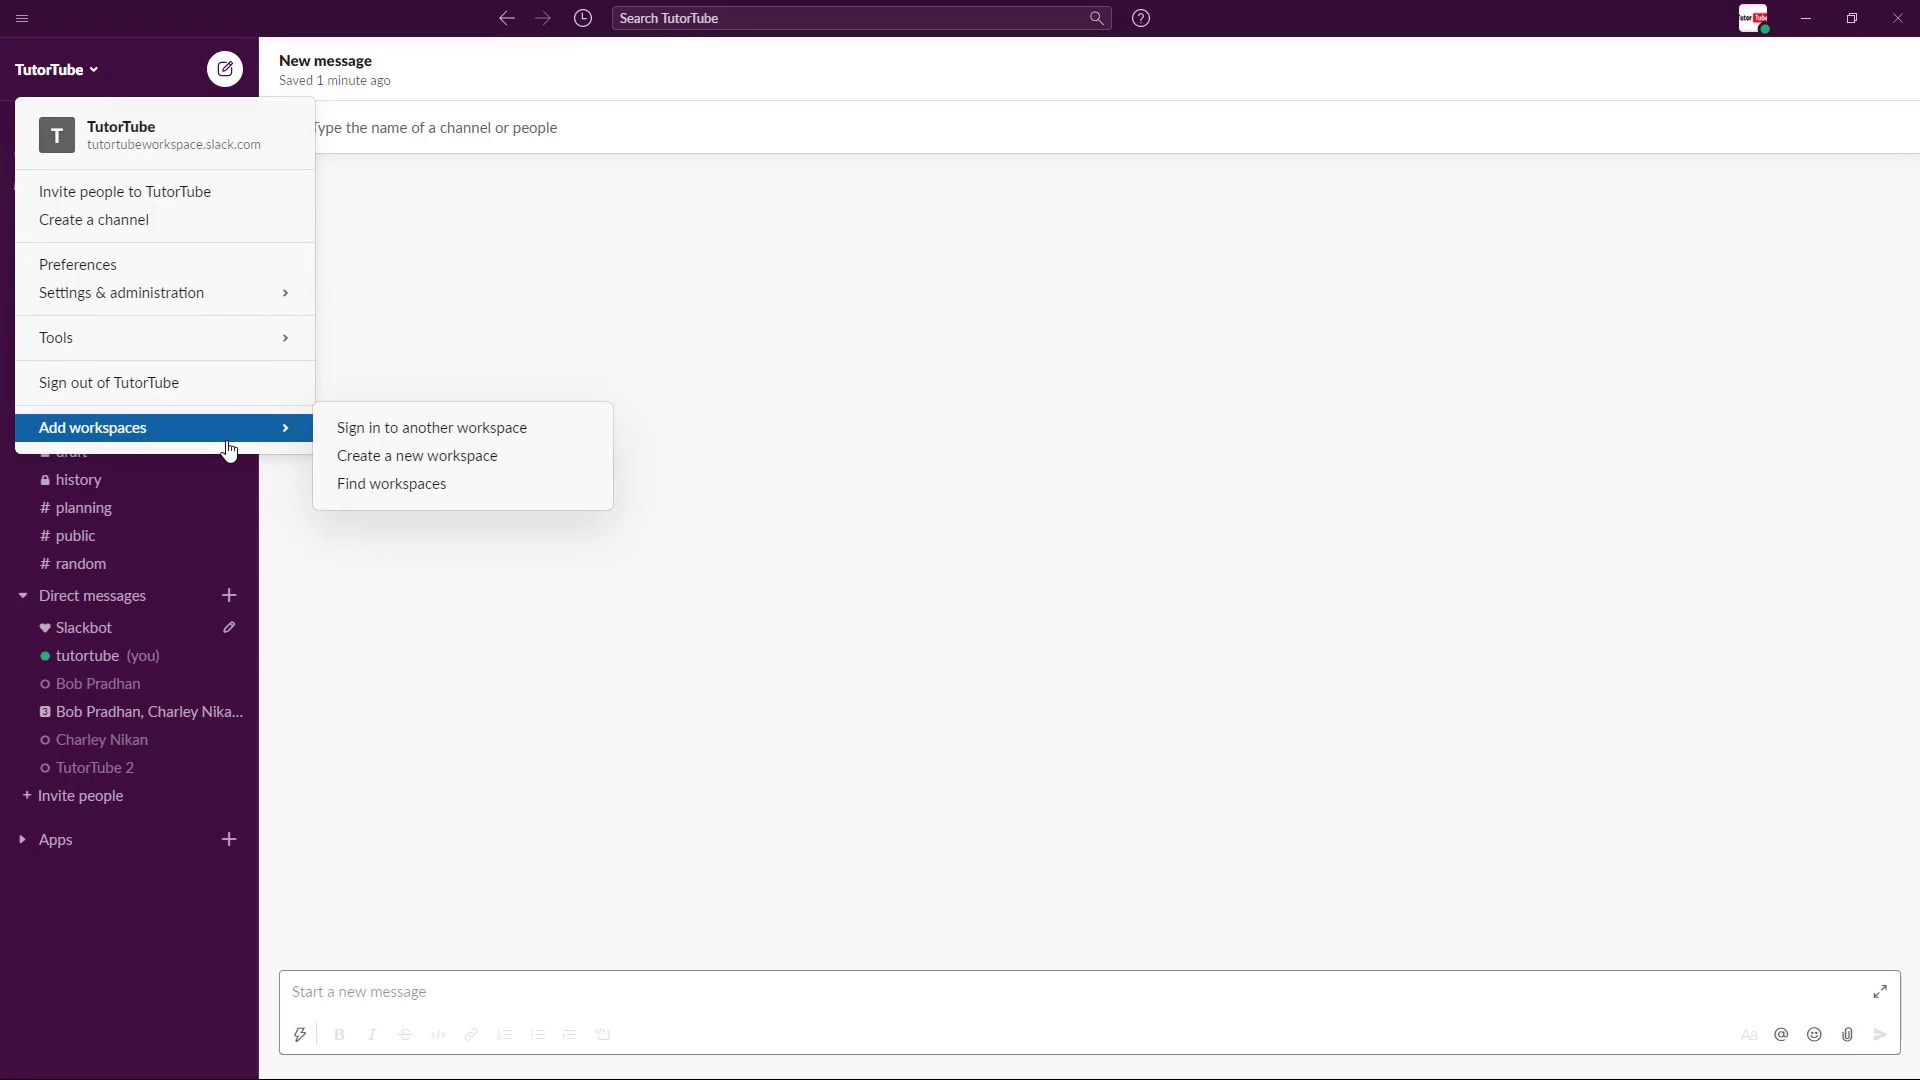 Search TutorTube
TutorTube
New message
Saved 1 minute ago
T
TutorTube
tutortubeworkspace.slack.com
Type the name of a channel or people
Invite people to TutorTube
Create a channel
Preferences
Settings & administration
Tools
Sign out of TutorTube
Add workspaces
Sign in to another workspace
Create a new workspace
Find workspaces
draft
history
# planning
# public
# random
Direct messages
Slackbot
tutortube (you)
Bob Pradhan
3 Bob Pradhan, Charley Nika...
Charley Nikan
TutorTube 2
+ Invite people
Apps
Start a new message
B I S </>
Aa @